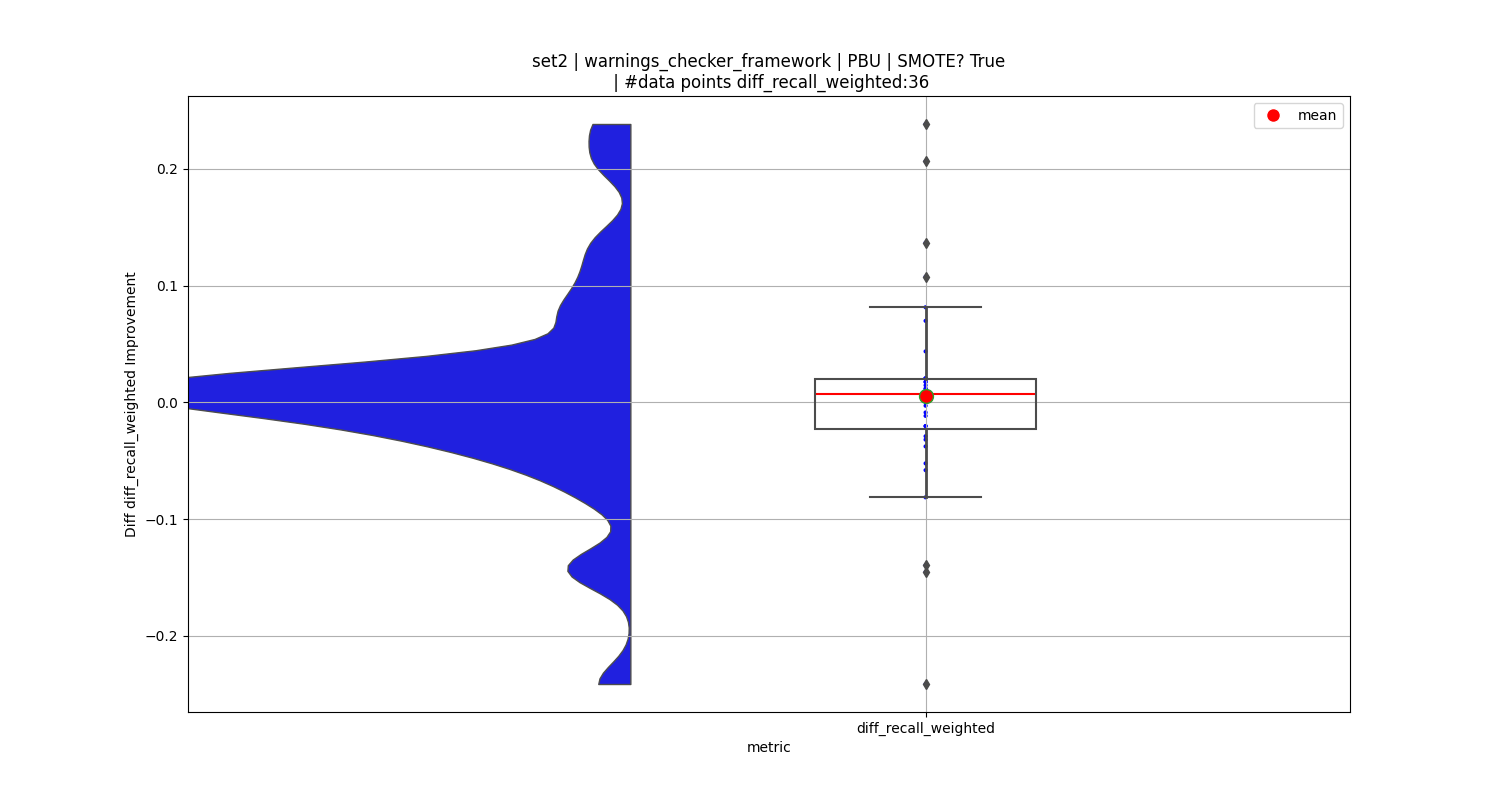 set2 | warnings_checker_framework | PBU | SMOTE? True
| #data points diff_recall_weighted:36
mean
0.2
0.1
0.0
−0.1
−0.2
Diff diff_recall_weighted Improvement
diff_recall_weighted
metric